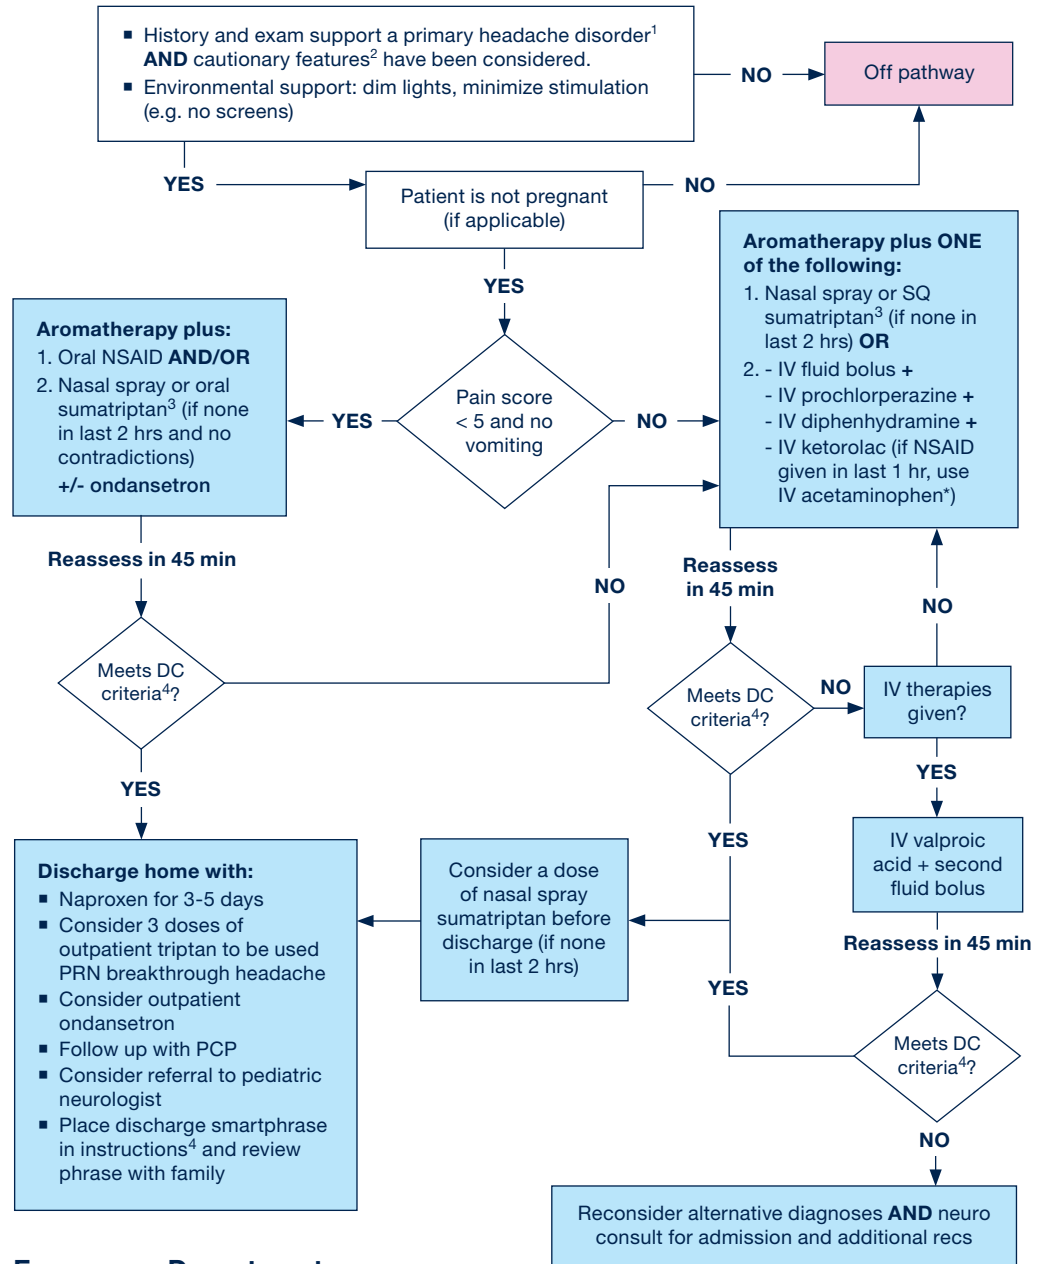 ▪ History and exam support a primary headache disorder¹
AND cautionary features² have been considered.
▪ Environmental support: dim lights, minimize stimulation
(e.g. no screens)
NO
Off pathway
YES
Patient is not pregnant
(if applicable)
NO
YES
Aromatherapy plus ONE
of the following:
1. Nasal spray or SQ
sumatriptan³ (if none in
last 2 hrs) OR
2. - IV fluid bolus +
- IV prochlorperazine +
- IV diphenhydramine +
- IV ketorolac (if NSAID
given in last 1 hr, use
IV acetaminophen*)
Aromatherapy plus:
1. Oral NSAID AND/OR
2. Nasal spray or oral
sumatriptan³ (if none
in last 2 hrs and no
contradictions)
+/- ondansetron
YES
Pain score
< 5 and no
vomiting
NO
Reassess in 45 min
Reassess
in 45 min
NO
NO
Meets DC
criteria⁴?
Meets DC
criteria⁴?
NO
IV therapies
given?
YES
YES
YES
IV valproic
acid + second
fluid bolus
Discharge home with:
▪ Naproxen for 3-5 days
▪ Consider 3 doses of
outpatient triptan to be used
PRN breakthrough headache
▪ Consider outpatient
ondansetron
▪ Follow up with PCP
▪ Consider referral to pediatric
neurologist
▪ Place discharge smartphrase
in instructions⁴ and review
phrase with family
Consider a dose
of nasal spray
sumatriptan before
discharge (if none
in last 2 hrs)
Reassess in 45 min
YES
Meets DC
criteria⁴?
NO
Reconsider alternative diagnoses AND neuro
consult for admission and additional recs